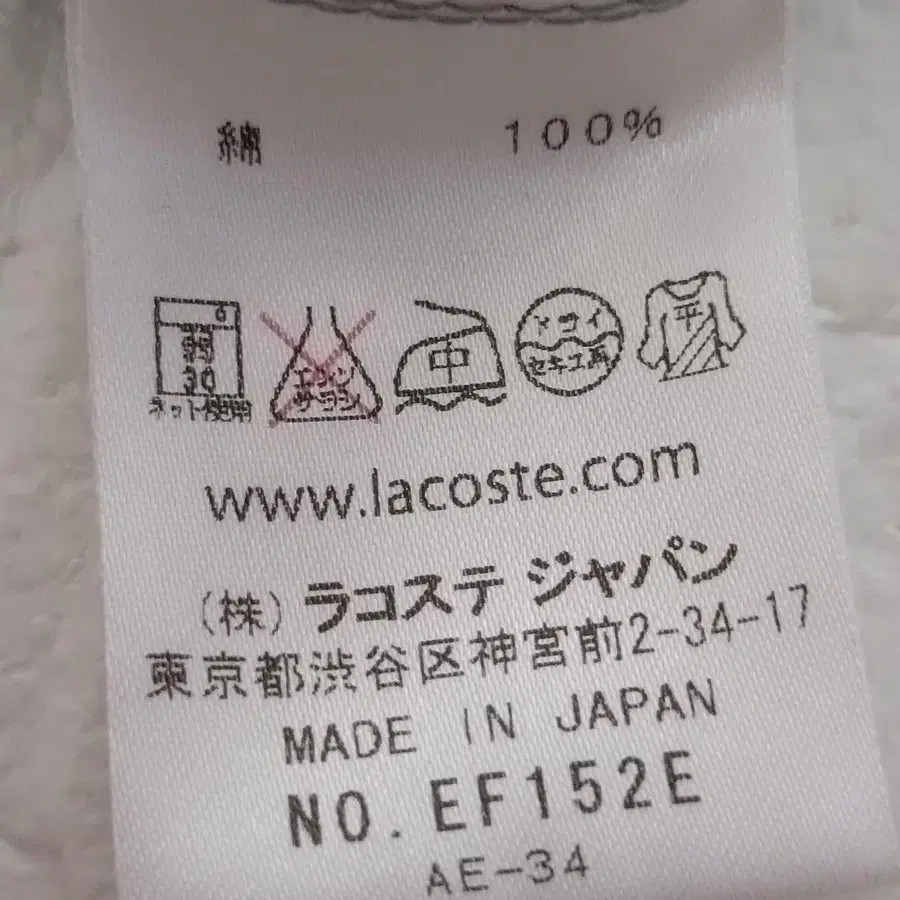 綿 100%
弱 30 ネット使用
エンソ サラシ
中
ドライ セキユ系
平
www.lacoste.com
(株) ラコステ ジャパン
東京都渋谷区神宮前2-34-17
MADE IN JAPAN
NO. EF152E
AE-34